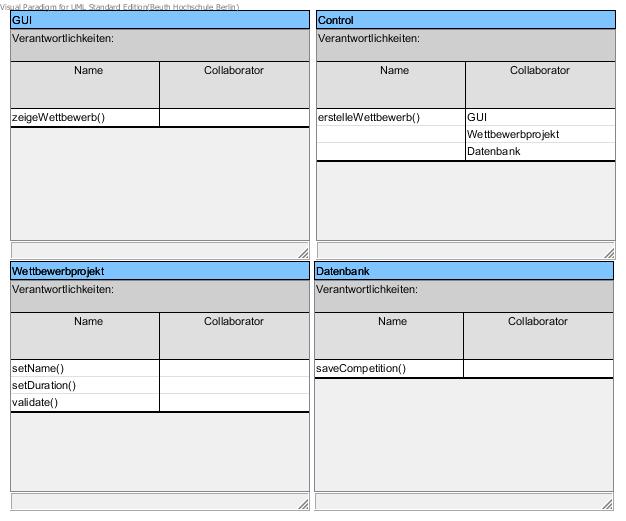 Visual Paradigm for UML Standard Edition(Beuth Hochschule Berlin)
GUI
Verantwortlichkeiten:
Name Collaborator
zeigeWettbewerb()
Control
Verantwortlichkeiten:
Name Collaborator
erstelleWettbewerb() GUI
Wettbewerbprojekt
Datenbank
Wettbewerbprojekt
Verantwortlichkeiten:
Name Collaborator
setName()
setDuration()
validate()
Datenbank
Verantwortlichkeiten:
Name Collaborator
saveCompetition()